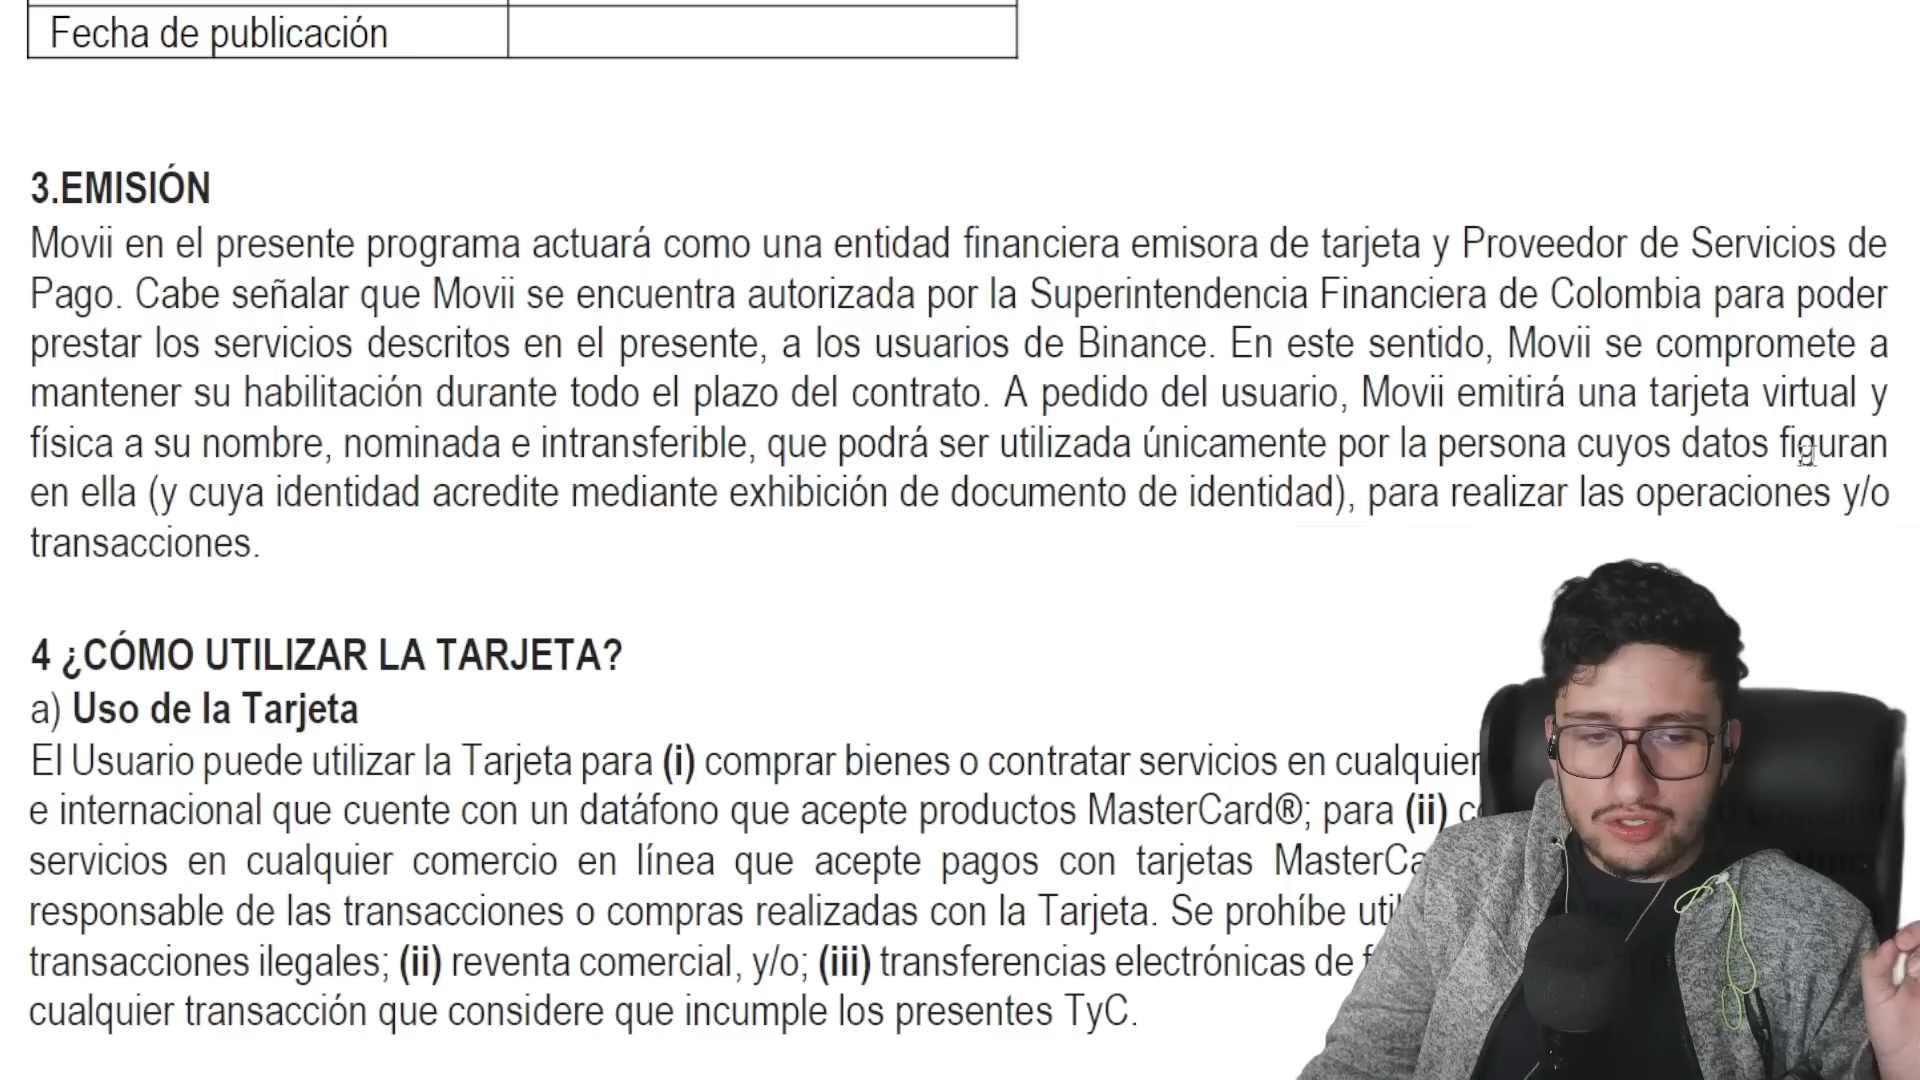 Fecha de publicación
3.EMISIÓN
Movii en el presente programa actuará como una entidad financiera emisora de tarjeta y Proveedor de Servicios de
Pago. Cabe señalar que Movii se encuentra autorizada por la Superintendencia Financiera de Colombia para poder
prestar los servicios descritos en el presente, a los usuarios de Binance. En este sentido, Movii se compromete a
mantener su habilitación durante todo el plazo del contrato. A pedido del usuario, Movii emitirá una tarjeta virtual y
física a su nombre, nominada e intransferible, que podrá ser utilizada únicamente por la persona cuyos datos figuran
en ella (y cuya identidad acredite mediante exhibición de documento de identidad), para realizar las operaciones y/o
transacciones.
4 ¿CÓMO UTILIZAR LA TARJETA?
a) Uso de la Tarjeta
El Usuario puede utilizar la Tarjeta para (i) comprar bienes o contratar servicios en cualquier
e internacional que cuente con un datáfono que acepte productos MasterCard®; para (ii)
servicios en cualquier comercio en línea que acepte pagos con tarjetas
responsable de las transacciones o compras realizadas con la Tarjeta. Se prohíbe
transacciones ilegales; (ii) reventa comercial, y/o; (iii) transferencias electrónicas de
cualquier transacción que considere que incumple los presentes TyC.